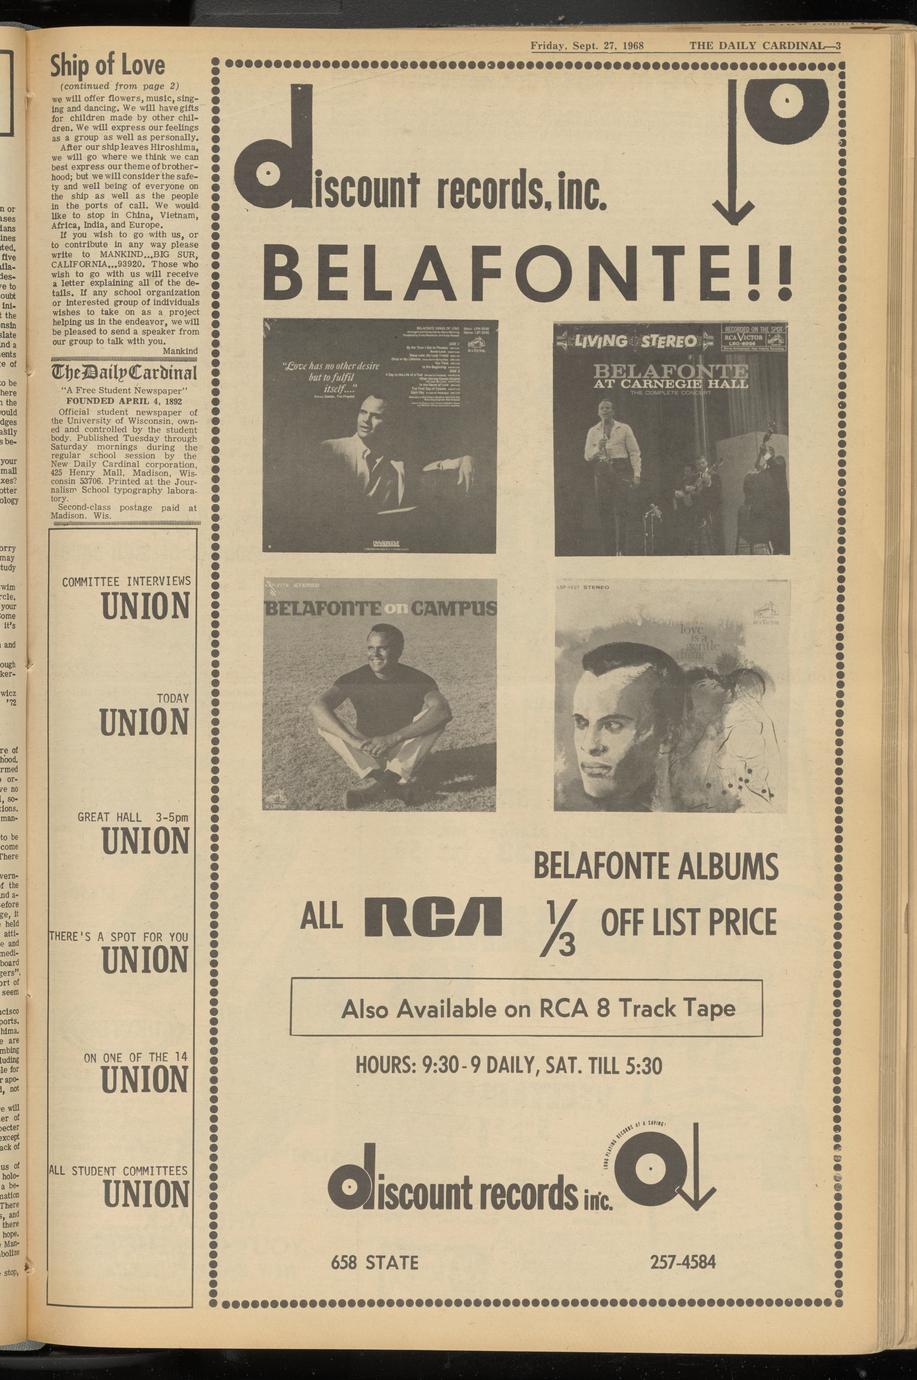 Friday, Sept. 27, 1968 THE DAILY CARDINAL—3
Ship of Love
(continued from page 2)
we will offer flowers, music, sing-
ing and dancing. We will have gifts
for children made by other chil-
dren. We will express our feelings
as a group as well as personally.
After our ship leaves Hiroshima,
we will go where we think we can
best express our theme of brother-
hood; but we will consider the safe-
ty and well being of everyone on
the ship as well as the people
in the ports of call. We would
like to stop in China, Vietnam,
Africa, India, and Europe.
If you wish to go with us, or
to contribute in any way please
write to MANKIND...BIG SUR,
CALIFORNIA...93920. Those who
wish to go with us will receive
a letter explaining all of the de-
tails. If any school organization
or interested group of individuals
wishes to take on as a project
helping us in the endeavor, we will
be pleased to send a speaker from
our group to talk with you.
Mankind
The Daily Cardinal
"A Free Student Newspaper"
FOUNDED APRIL 4, 1892
Official student newspaper of
the University of Wisconsin, own-
ed and controlled by the student
body. Published Tuesday through
Saturday mornings during the
regular school session by the
New Daily Cardinal corporation,
425 Henry Mall, Madison, Wis-
consin 53706. Printed at the Jour-
nalism School typography labora-
tory.
Second-class postage paid at
Madison, Wis.
COMMITTEE INTERVIEWS
UNION
TODAY
UNION
GREAT HALL 3-5pm
UNION
THERE'S A SPOT FOR YOU
UNION
ON ONE OF THE 14
UNION
ALL STUDENT COMMITTEES
UNION
discount records, inc.
BELAFONTE!!
"Love has no other desire
but to fulfil
itself...."
LIVING STEREO
RECORDED ON THE SPOT
RCA VICTOR
LSO-6006
BELAFONTE
AT CARNEGIE HALL
THE COMPLETE CONCERT
BELAFONTE on CAMPUS
STEREO
love
is a
gentle
thing
BELAFONTE ALBUMS
ALL RCA 1/3 OFF LIST PRICE
Also Available on RCA 8 Track Tape
HOURS: 9:30-9 DAILY, SAT. TILL 5:30
LONG PLAYING RECORDS AT A SAVING!
discount records inc.
658 STATE 257-4584